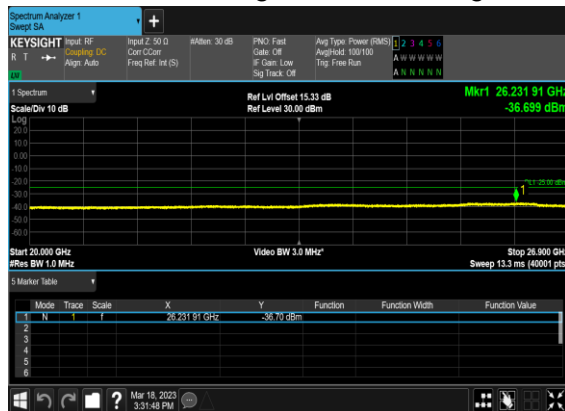 Spectrum Analyzer 1
Swept SA
+
KEYSIGHT Input: RF Input Z: 50 Ω #Atten: 30 dB PNO: Fast Avg Type: Power (RMS) 1 2 3 4 5 6
R T Coupling: DC Corr CCorr Gate: Off Avg|Hold: 100/100 A W W W W W
Align: Auto Freq Ref: Int (S) IF Gain: Low Trig: Free Run
LW Sig Track: Off A N N N N N
1 Spectrum Ref Lvl Offset 15.33 dB Mkr1 26.231 91 GHz
Scale/Div 10 dB Ref Level 30.00 dBm -36.699 dBm
Log
20.0
10.0
0.00
-10.0
-20.0 DL1 -25.00 dBm
1
-30.0
-40.0
-50.0
-60.0
Start 20.000 GHz Video BW 3.0 MHz* Stop 26.900 GHz
#Res BW 1.0 MHz Sweep 13.3 ms (40001 pts
5 Marker Table
Mode Trace Scale X Y Function Function Width Function Value
1 N 1 f 26.231 91 GHz -36.70 dBm
2
3
4
5
6
? Mar 18, 2023
3:31:48 PM